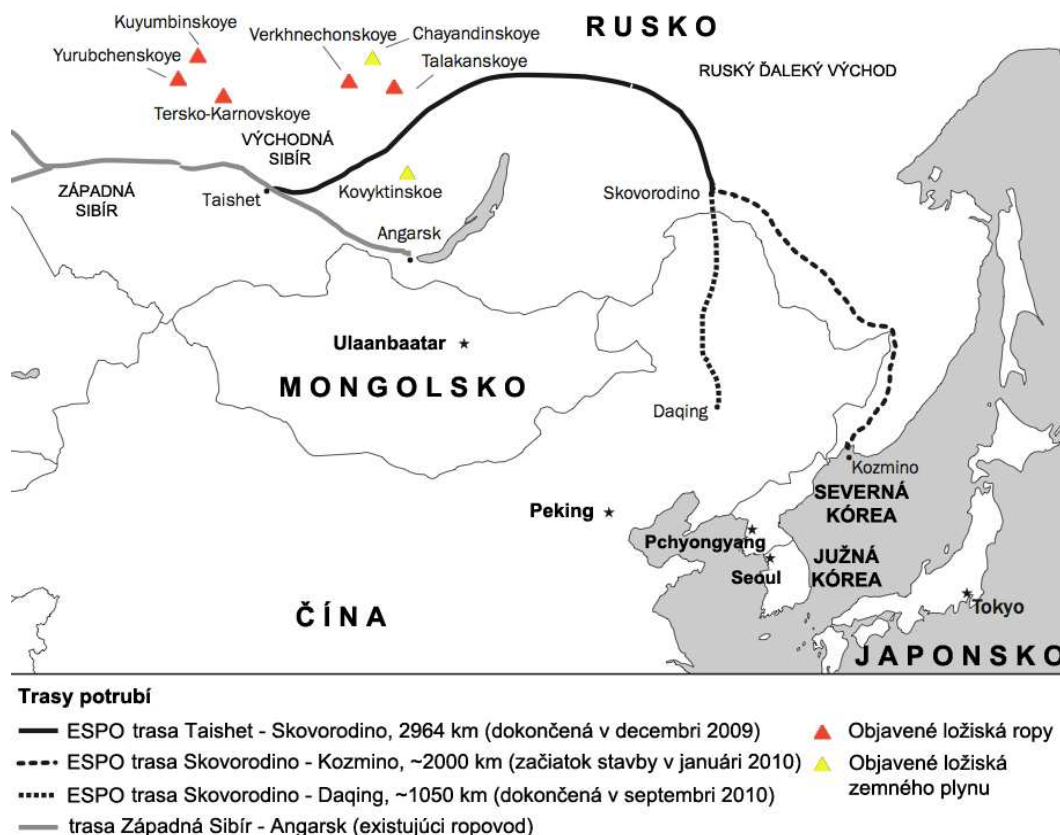 Kuyumbinskoye
Yurubchenskoye
Tersko-Karnovskoye
Verkhnechonskoye
Chayandinskoye
Talakanskoye
RUSKO
RUSKÝ ĎALEKÝ VÝCHOD
VÝCHODNÁ
SIBÍR
ZÁPADNÁ
SIBÍR
Taishet
Kovyktinskoe
Angarsk
Skovorodino
Ulaanbaatar
MONGOLSKO
Daqing
Kozmino
Peking
SEVERNÁ
KÓREA
Pchyongyang
JUŽNÁ
KÓREA
Seoul
Tokyo
ČÍNA
JAPONSKO
Trasy potrubí
ESPO trasa Taishet - Skovorodino, 2964 km (dokončená v decembri 2009)
ESPO trasa Skovorodino - Kozmino, ~2000 km (začiatok stavby v januári 2010)
ESPO trasa Skovorodino - Daqing, ~1050 km (dokončená v septembri 2010)
trasa Západná Sibír - Angarsk (existujúci ropovod)
Objavené ložiská ropy
Objavené ložiská
zemného plynu